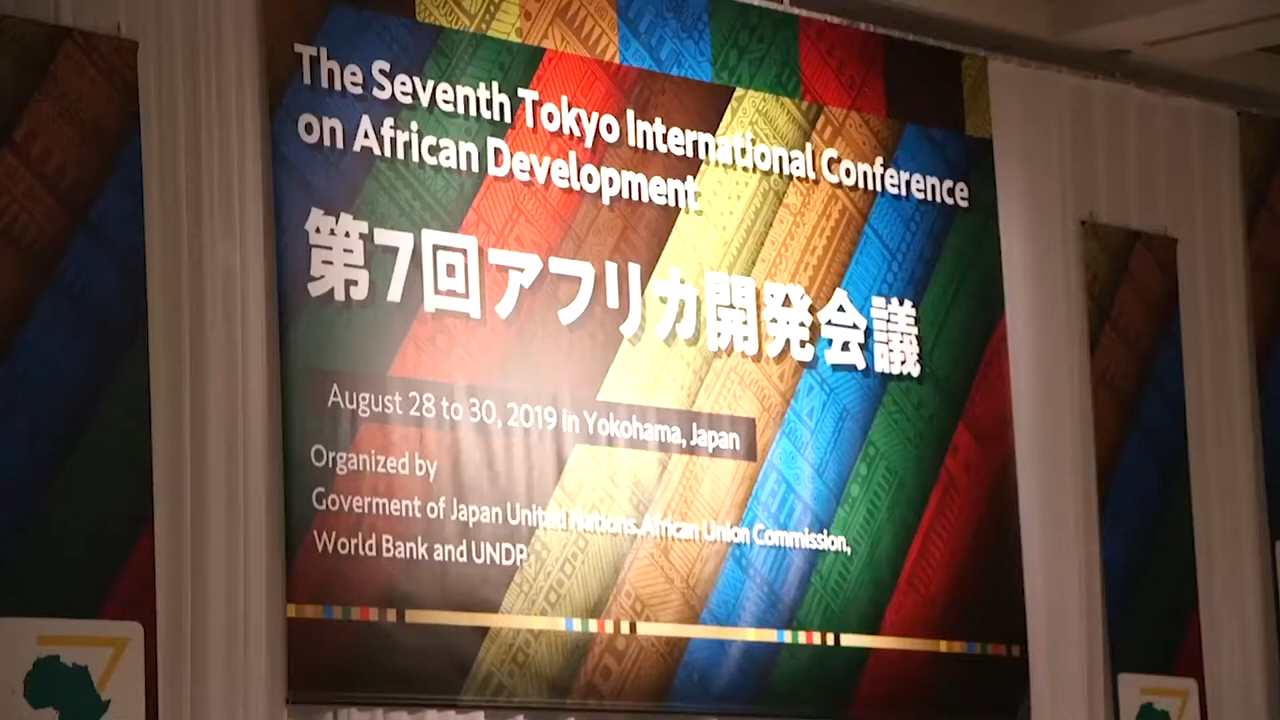 The Seventh Tokyo International Conference
on African Development
第7回アフリカ開発会議
August 28 to 30, 2019 in Yokohama, Japan
Organized by
Goverment of Japan United Nations,African Union Commission,
World Bank and UNDP
7
7